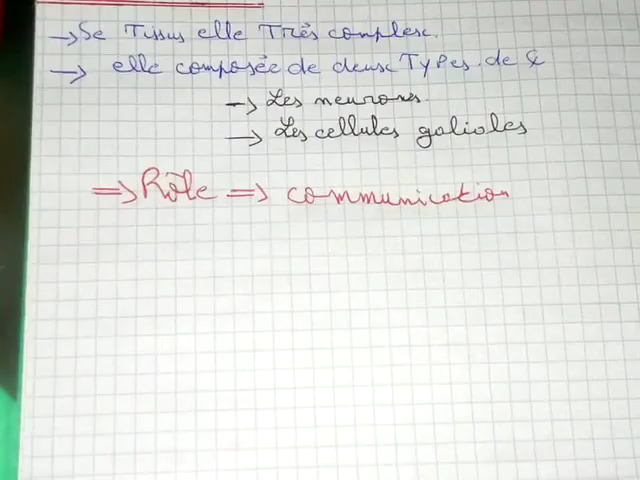 → Se Tissus elle Très complexe.
→ elle composée de deux Types de ¢
→ Les neurones.
→ Les cellules galioles
⇒ Rôle ⇒ communication